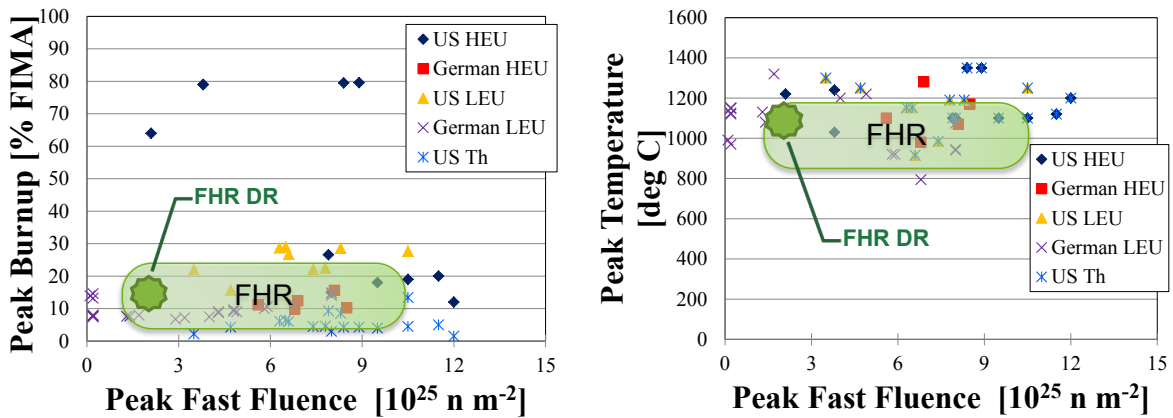 Peak Burnup [% FIMA]
100
90
80
70
60
50
40
30
20
10
0
US HEU
German HEU
US LEU
German LEU
US Th
FHR DR
FHR
0 3 6 9 12 15
Peak Fast Fluence [10²⁵ n m⁻²]
Peak Temperature
[deg C]
1600
1400
1200
1000
800
600
400
200
0
US HEU
German HEU
US LEU
German LEU
US Th
FHR
FHR DR
0 3 6 9 12 15
Peak Fast Fluence [10²⁵ n m⁻²]